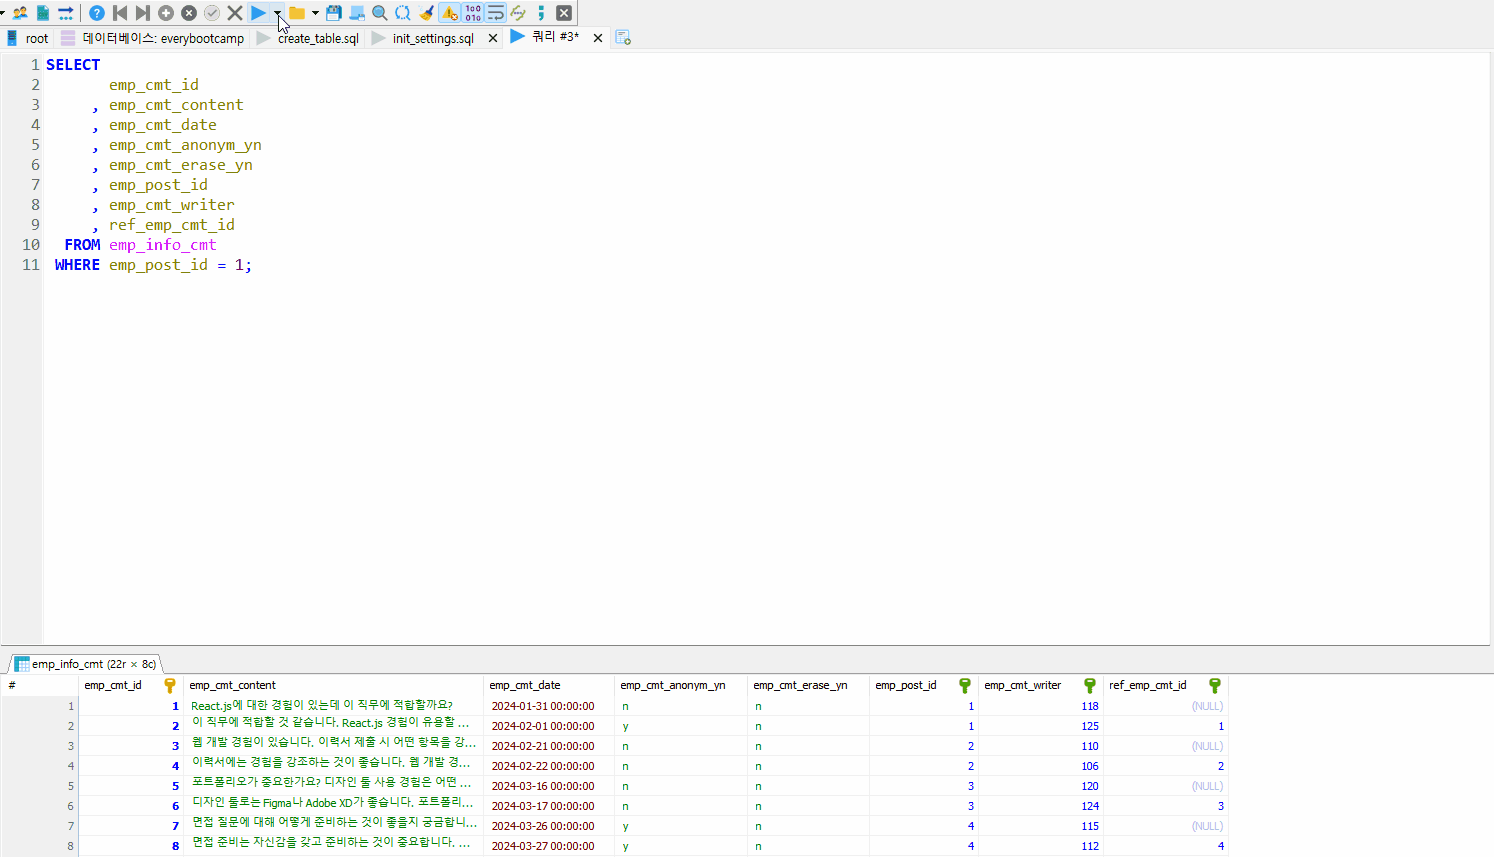 root 데이터베이스: everybootcamp create_table.sql init_settings.sql 쿼리 #3*
1 SELECT
2 emp_cmt_id
3 , emp_cmt_content
4 , emp_cmt_date
5 , emp_cmt_anonym_yn
6 , emp_cmt_erase_yn
7 , emp_post_id
8 , emp_cmt_writer
9 , ref_emp_cmt_id
10 FROM emp_info_cmt
11 WHERE emp_post_id = 1;
emp_info_cmt (22r × 8c)
# emp_cmt_id emp_cmt_content emp_cmt_date emp_cmt_anonym_yn emp_cmt_erase_yn emp_post_id emp_cmt_writer ref_emp_cmt_id
1 1 React.js에 대한 경험이 있는데 이 직무에 적합할까요? 2024-01-31 00:00:00 n n 1 118 (NULL)
2 2 이 직무에 적합할 것 같습니다. React.js 경험이 유용할 ... 2024-02-01 00:00:00 y n 1 125 1
3 3 웹 개발 경험이 있습니다. 이력서 제출 시 어떤 항목을 강... 2024-02-21 00:00:00 n n 2 110 (NULL)
4 4 이력서에는 경험을 강조하는 것이 좋습니다. 웹 개발 경... 2024-02-22 00:00:00 n n 2 106 2
5 5 포트폴리오가 중요한가요? 디자인 툴 사용 경험은 어떤 ... 2024-03-16 00:00:00 n n 3 120 (NULL)
6 6 디자인 툴로는 Figma나 Adobe XD가 좋습니다. 포트폴리... 2024-03-17 00:00:00 n n 3 124 3
7 7 면접 질문에 대해 어떻게 준비하는 것이 좋을지 궁금합니... 2024-03-26 00:00:00 y n 4 115 (NULL)
8 8 면접 준비는 자신감을 갖고 준비하는 것이 중요합니다. ... 2024-03-27 00:00:00 y n 4 112 4